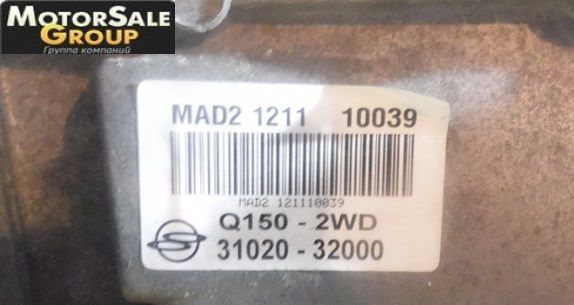 MOTORSALE
GROUP
Группа компаний
MAD2 1211 10039
MAD2 121110039
Q150 - 2WD
31020 - 32000